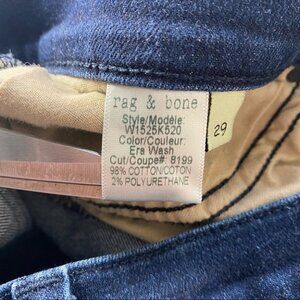 rag & bone
Style/Modèle:
W1525K520
Color/Couleur:
Era Wash
Cut/Coupe#: 8199
98% COTTON/COTON
2% POLYURETHANE
29